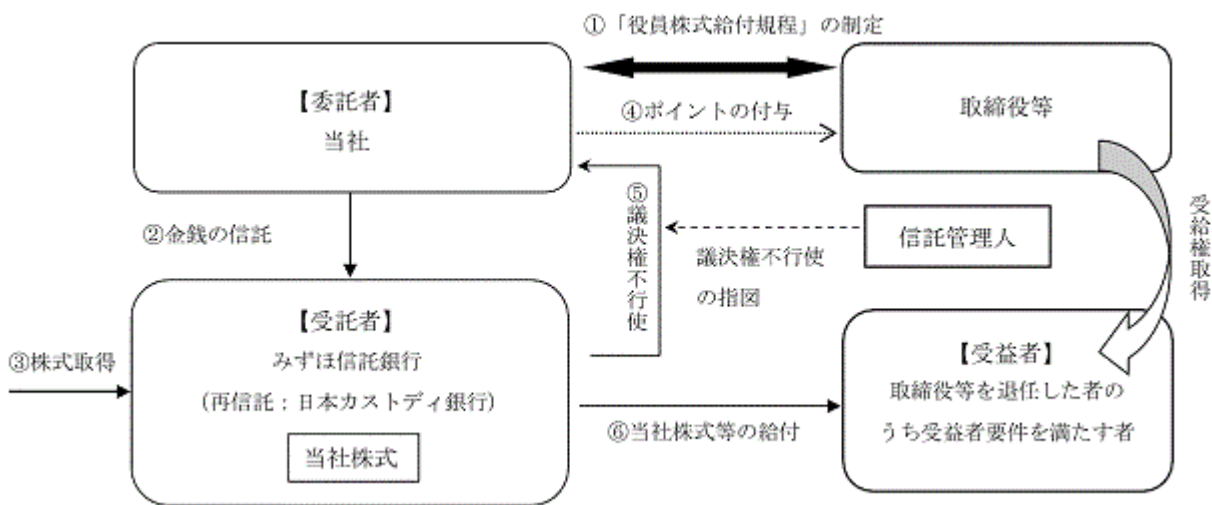 ①「役員株式給付規程」の制定
【委託者】
当社
④ポイントの付与
取締役等
②金銭の信託
⑤議決権不行使
議決権不行使
の指図
信託管理人
受給権取得
③株式取得
【受託者】
みずほ信託銀行
(再信託：日本カストディ銀行)
当社株式
⑥当社株式等の給付
【受益者】
取締役等を退任した者の
うち受益者要件を満たす者